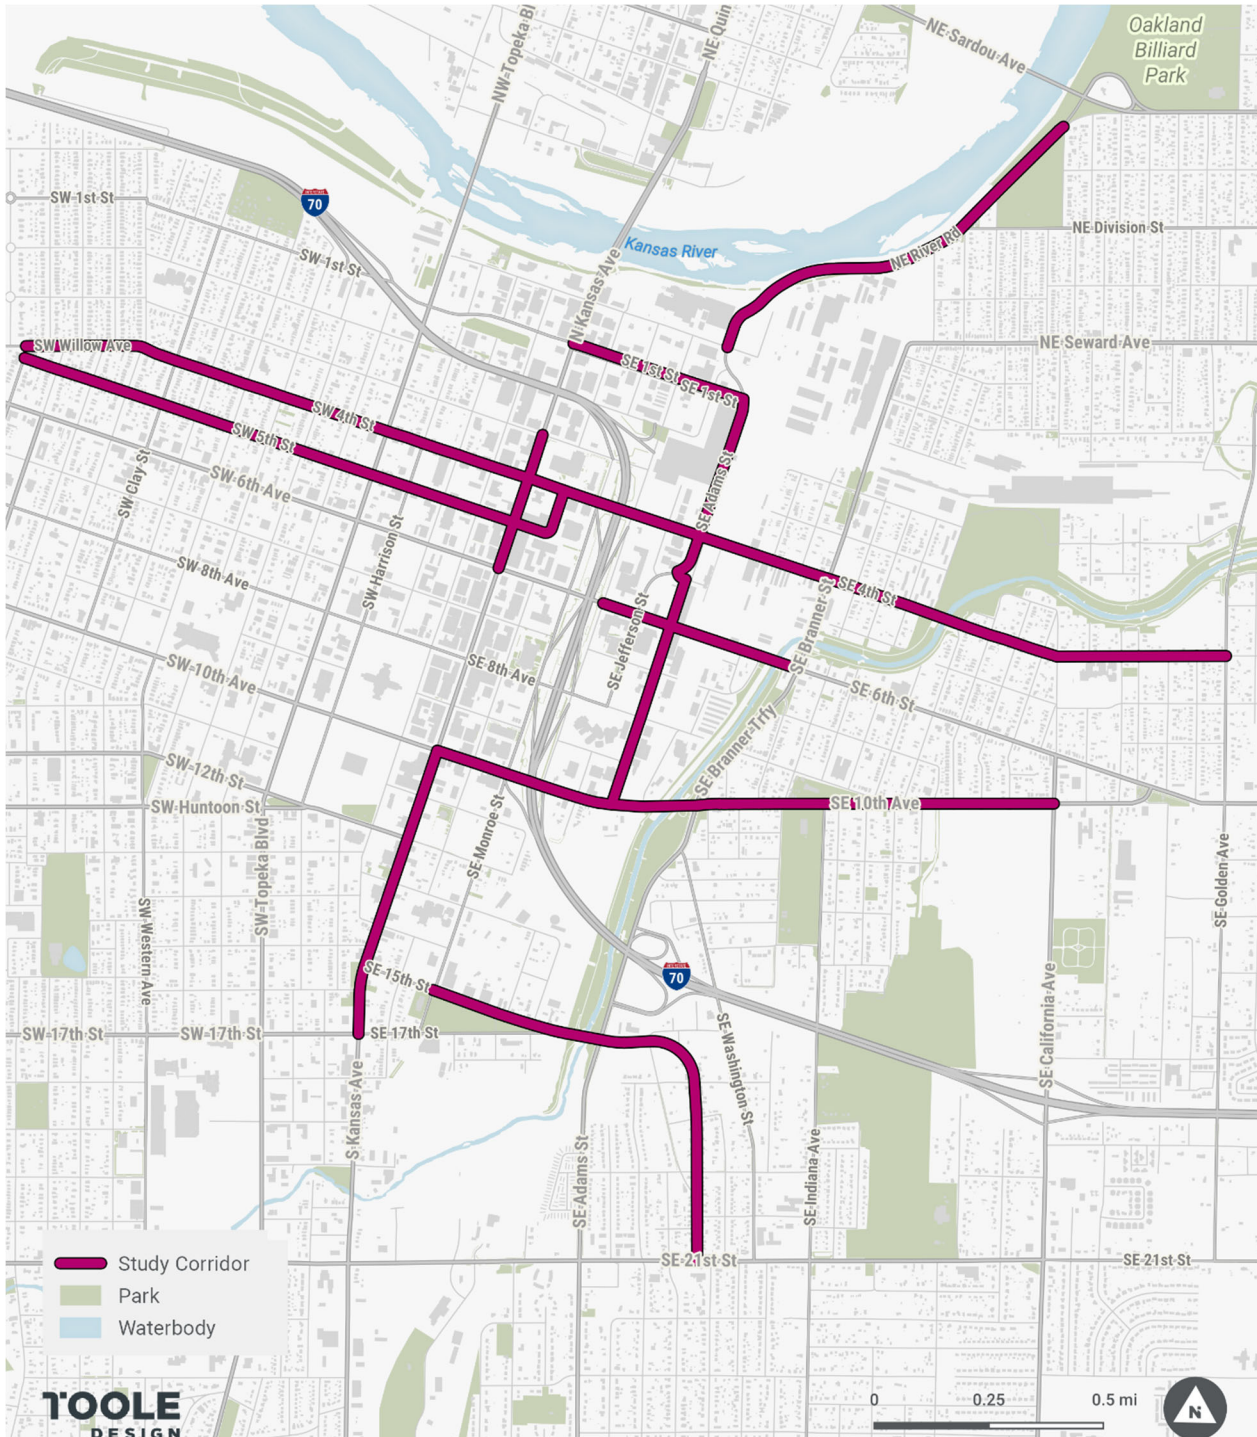 NW Topeka Bl
NE Quin
NE Sardou Ave
Oakland
Billiard
Park
70
SW 1st St
SW 1st St
Kansas River
N Kansas Ave
NE River Rd
NE Division St
SW Willow Ave
SE 1st St
SE 1st St
NE Seward Ave
SW 4th St
SW 5th St
SW 6th Ave
SW Clay St
SW Harrison St
SE Adams St
SW 8th Ave
SE 4th St
SE Branner St
SE Jefferson St
SW 10th Ave
SE 8th Ave
SE 6th St
SE Branner Trfy
SW 12th St
SW Huntoon St
SE 10th Ave
SW Topeka Blvd
SE Monroe St
SE Golden Ave
SW Western Ave
SE 15th St
70
SW 17th St
SW 17th St
SE 17th St
SE Washington St
SE California Ave
S Kansas Ave
SE Adams St
SE Indiana Ave
SE 21st St
SE 21st St
Study Corridor
Park
Waterbody
TOOLE
DESIGN
0
0.25
0.5 mi
N